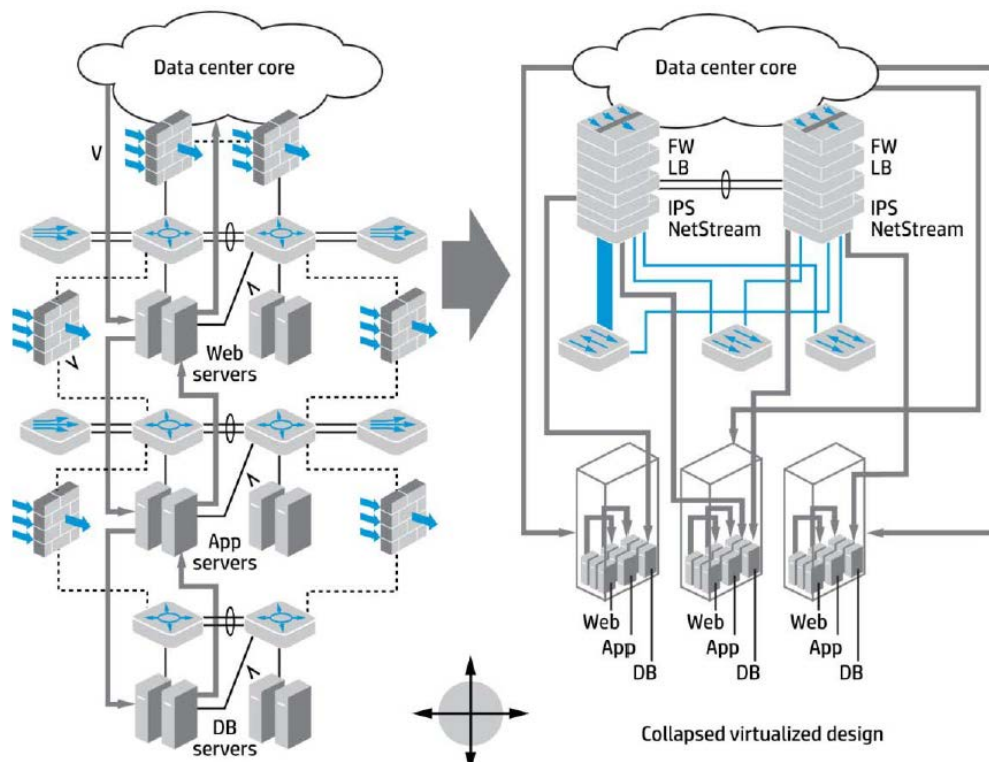 Data center core
V
V
V
Web
servers
V
App
servers
V
DB
servers
Data center core
FW
LB
IPS
NetStream
FW
LB
IPS
NetStream
Web
App
DB
Web
App
DB
Web
App
DB
Collapsed virtualized design